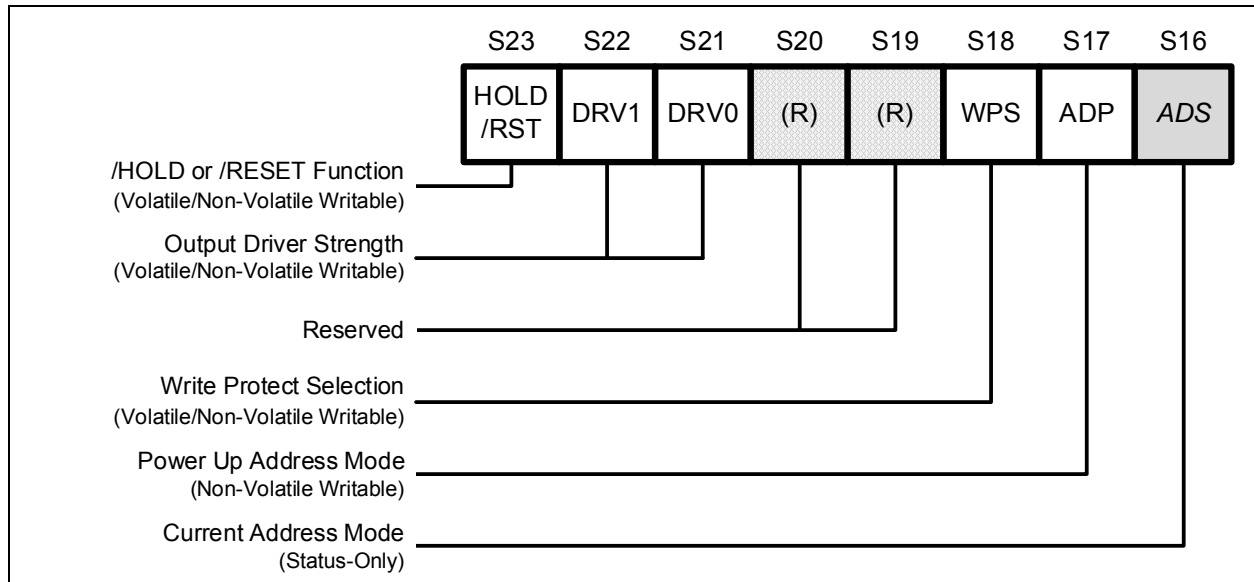 S23 S22 S21 S20 S19 S18 S17 S16
HOLD
/RST DRV1 DRV0 (R) (R) WPS ADP ADS
/HOLD or /RESET Function
(Volatile/Non-Volatile Writable)
Output Driver Strength
(Volatile/Non-Volatile Writable)
Reserved
Write Protect Selection
(Volatile/Non-Volatile Writable)
Power Up Address Mode
(Non-Volatile Writable)
Current Address Mode
(Status-Only)